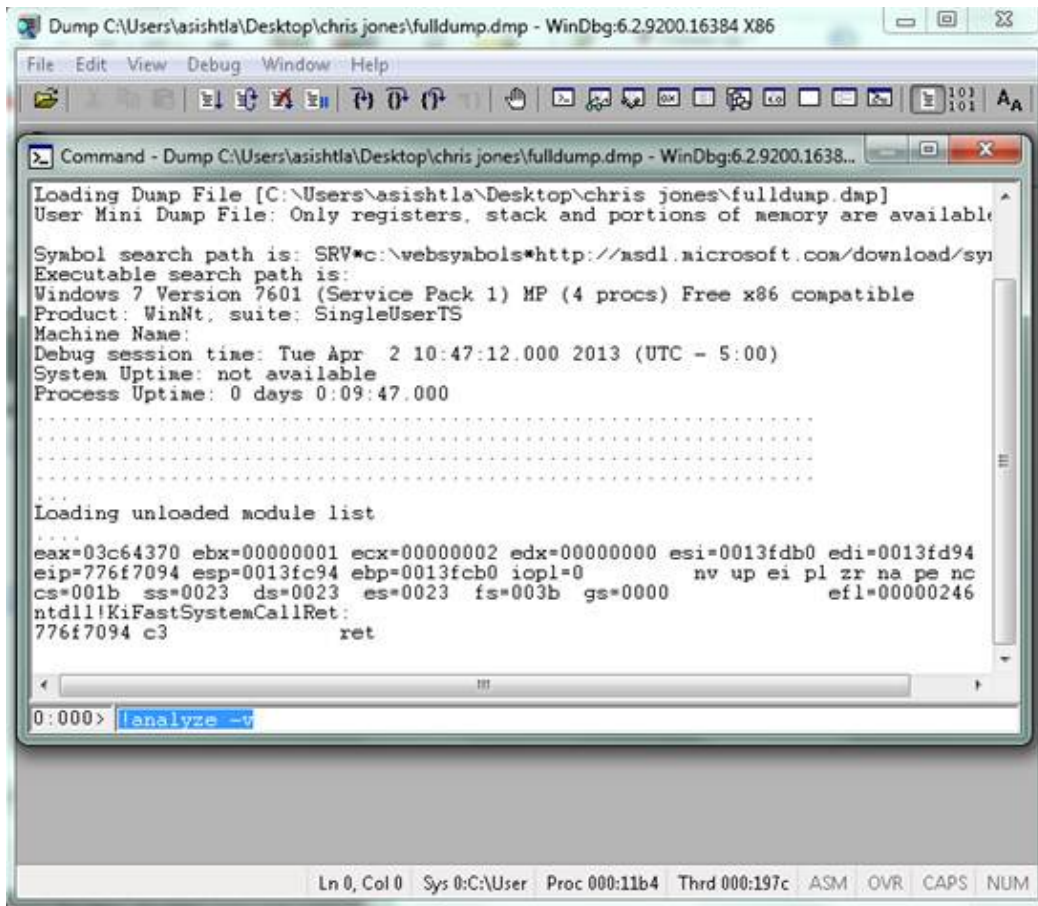 Dump C:\Users\asishtla\Desktop\chris jones\fulldump.dmp - WinDbg:6.2.9200.16384 X86
File Edit View Debug Window Help
Command - Dump C:\Users\asishtla\Desktop\chris jones\fulldump.dmp - WinDbg:6.2.9200.1638...
Loading Dump File [C:\Users\asishtla\Desktop\chris jones\fulldump.dmp]
User Mini Dump File: Only registers, stack and portions of memory are available
Symbol search path is: SRV*c:\websymbols*http://msdl.microsoft.com/download/sy
Executable search path is:
Windows 7 Version 7601 (Service Pack 1) MP (4 procs) Free x86 compatible
Product: WinNt, suite: SingleUserTS
Machine Name:
Debug session time: Tue Apr  2 10:47:12.000 2013 (UTC - 5:00)
System Uptime: not available
Process Uptime: 0 days 0:09:47.000
................................................................
................................................................
................................................................
................................................................
...
Loading unloaded module list
....
eax=03c64370 ebx=00000001 ecx=00000002 edx=00000000 esi=0013fdb0 edi=0013fd94
eip=776f7094 esp=0013fc94 ebp=0013fcb0 iopl=0         nv up ei pl zr na pe nc
cs=001b  ss=0023  ds=0023  es=0023  fs=003b  gs=0000             efl=00000246
ntdll!KiFastSystemCallRet:
776f7094 c3              ret
0:000> !analyze -v
Ln 0, Col 0 Sys 0:C:\User Proc 000:11b4 Thrd 000:197c ASM OVR CAPS NUM